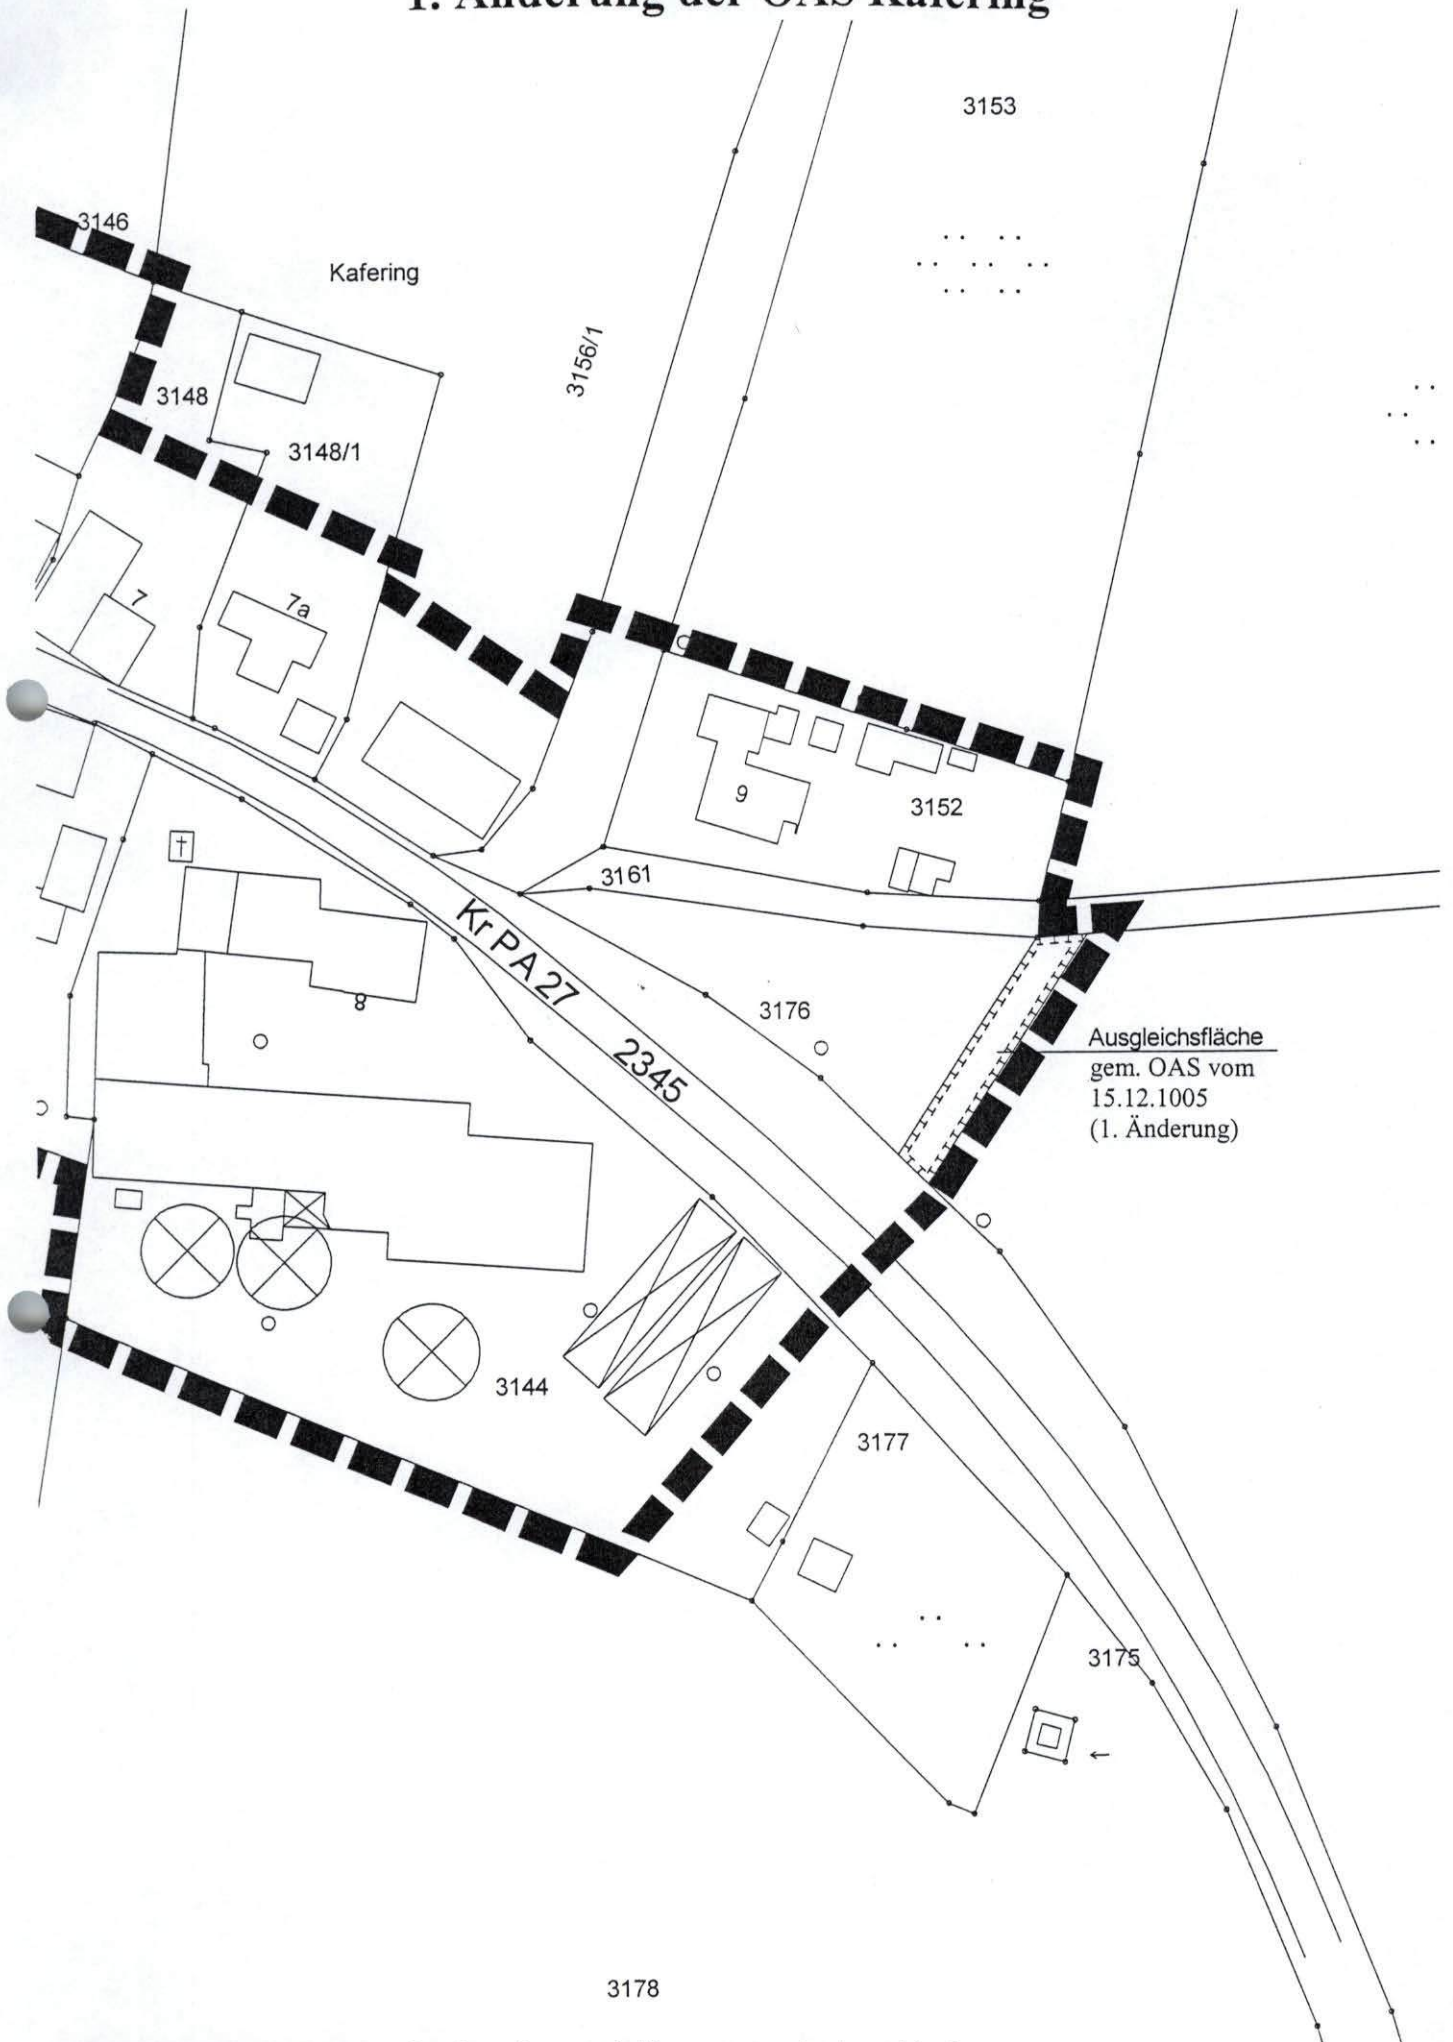 1. Änderung der OAS Kafering
3153
3146
Kafering
3156/1
3148
3148/1
7
7a
9
3152
3161
Kr PA 27
2345
8
3176
Ausgleichsfläche
gem. OAS vom
15.12.1005
(1. Änderung)
3144
3177
3175
3178